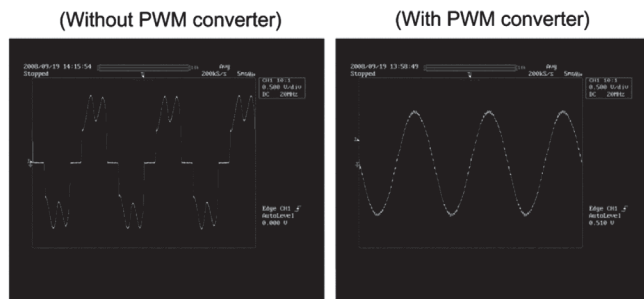 (Without PWM converter)
(With PWM converter)
2008/09/19 14:15:54
Stopped
Avg
200kS/s 5ms/div
CH1 10:1
0.500 V/div
DC 20MHz
Edge CH1
AutoLevel
0.000 V
2008/09/19 13:58:49
Stopped
Avg
200kS/s 5ms/div
CH1 10:1
0.500 V/div
DC 20MHz
Edge CH1
AutoLevel
0.510 V